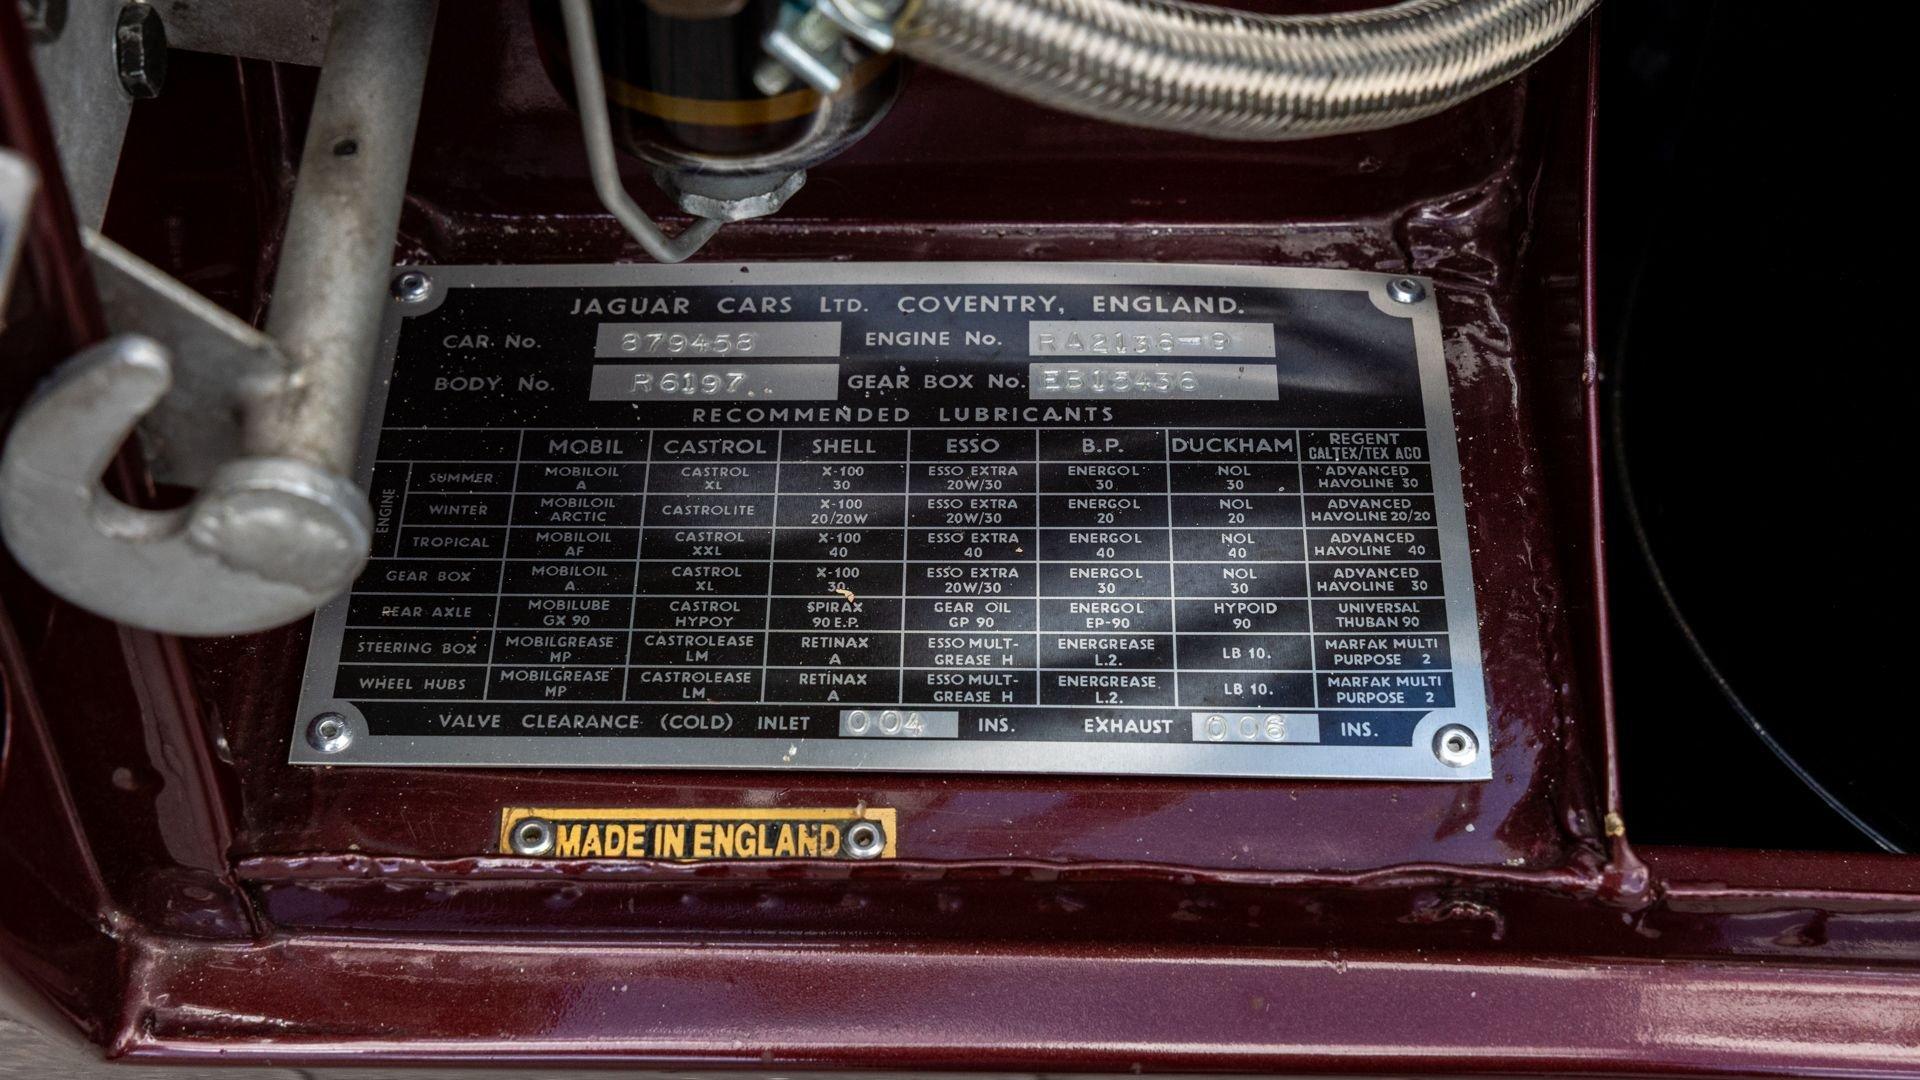 JAGUAR CARS LTD. COVENTRY, ENGLAND.
CAR. No. 879458 ENGINE No. RA2136-9
BODY No. R6197 GEAR BOX No. EB15436
RECOMMENDED LUBRICANTS
MOBIL CASTROL SHELL ESSO B.P. DUCKHAM REGENT CALTEX/TEXACO
ENGINE
SUMMER MOBILOIL A CASTROL XL X-100 30 ESSO EXTRA 20W/30 ENERGOL 30 NOL 30 ADVANCED HAVOLINE 30
WINTER MOBILOIL ARCTIC CASTROLITE X-100 20/20W ESSO EXTRA 20W/30 ENERGOL 20 NOL 20 ADVANCED HAVOLINE 20/20
TROPICAL MOBILOIL AF CASTROL XXL X-100 40 ESSO EXTRA 40 ENERGOL 40 NOL 40 ADVANCED HAVOLINE 40
GEAR BOX MOBILOIL A CASTROL XL X-100 30 ESSO EXTRA 20W/30 ENERGOL 30 NOL 30 ADVANCED HAVOLINE 30
REAR AXLE MOBILUBE GX 90 CASTROL HYPOY SPIRAX 90 E.P. GEAR OIL GP 90 ENERGOL EP-90 HYPOID 90 UNIVERSAL THUBAN 90
STEERING BOX MOBILGREASE MP CASTROLEASE LM RETINAX A ESSO MULT-GREASE H ENERGREASE L.2. LB 10. MARFAK MULTI PURPOSE 2
WHEEL HUBS MOBILGREASE MP CASTROLEASE LM RETINAX A ESSO MULT-GREASE H ENERGREASE L.2. LB 10. MARFAK MULTI PURPOSE 2
VALVE CLEARANCE (COLD) INLET 004 INS. EXHAUST 006 INS.
MADE IN ENGLAND